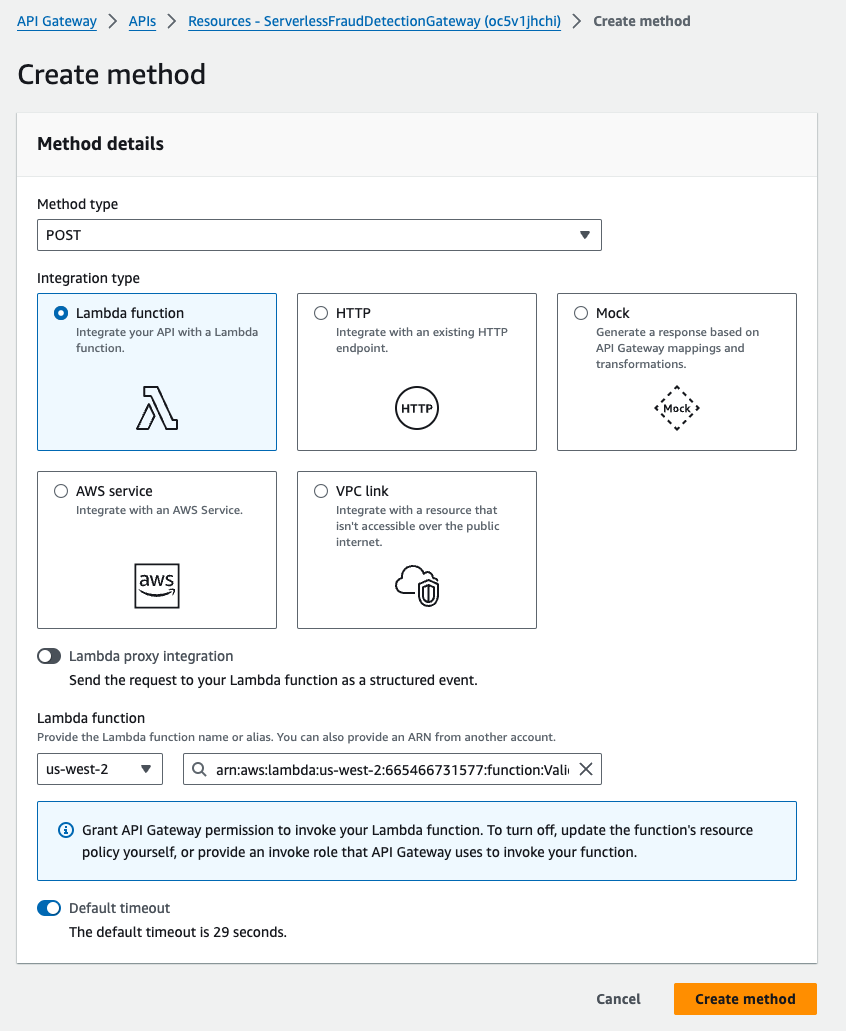 API Gateway > APIs > Resources - ServerlessFraudDetectionGateway (oc5v1jhchi) > Create method
Create method
Method details
Method type
POST
Integration type
Lambda function
Integrate your API with a Lambda
function.
HTTP
Integrate with an existing HTTP
endpoint.
HTTP
Mock
Generate a response based on
API Gateway mappings and
transformations.
Mock
AWS service
Integrate with an AWS Service.
aws
VPC link
Integrate with a resource that
isn't accessible over the public
internet.
Lambda proxy integration
Send the request to your Lambda function as a structured event.
Lambda function
Provide the Lambda function name or alias. You can also provide an ARN from another account.
us-west-2
arn:aws:lambda:us-west-2:665466731577:function:Vali
Grant API Gateway permission to invoke your Lambda function. To turn off, update the function's resource
policy yourself, or provide an invoke role that API Gateway uses to invoke your function.
Default timeout
The default timeout is 29 seconds.
Cancel
Create method